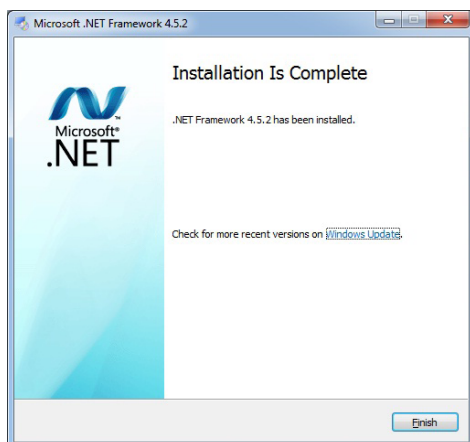 Microsoft .NET Framework 4.5.2
Installation Is Complete
.NET Framework 4.5.2 has been installed.
Microsoft®
.NET™
Check for more recent versions on Windows Update.
Finish